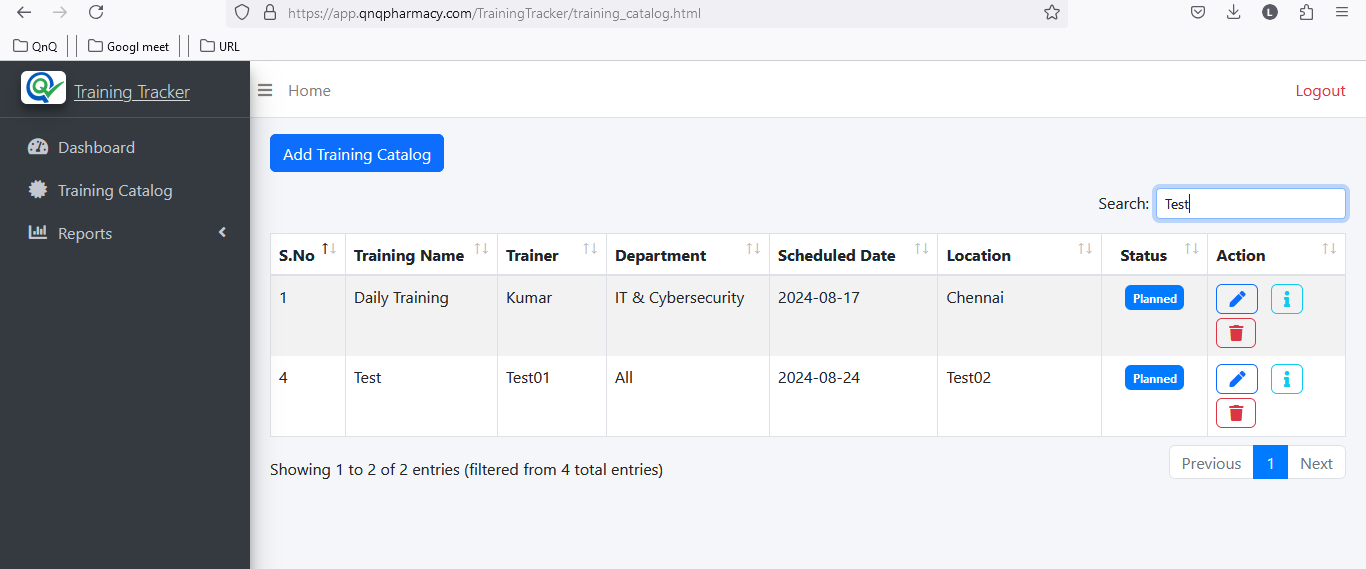 https://app.qnqpharmacy.com/TrainingTracker/training_catalog.html
L
QnQ
Googl meet
URL
Training Tracker
Home
Logout
Dashboard
Training Catalog
Reports
Add Training Catalog
Search: Test
S.No Training Name Trainer Department Scheduled Date Location Status Action
1 Daily Training Kumar IT & Cybersecurity 2024-08-17 Chennai Planned
4 Test Test01 All 2024-08-24 Test02 Planned
Showing 1 to 2 of 2 entries (filtered from 4 total entries)
Previous 1 Next